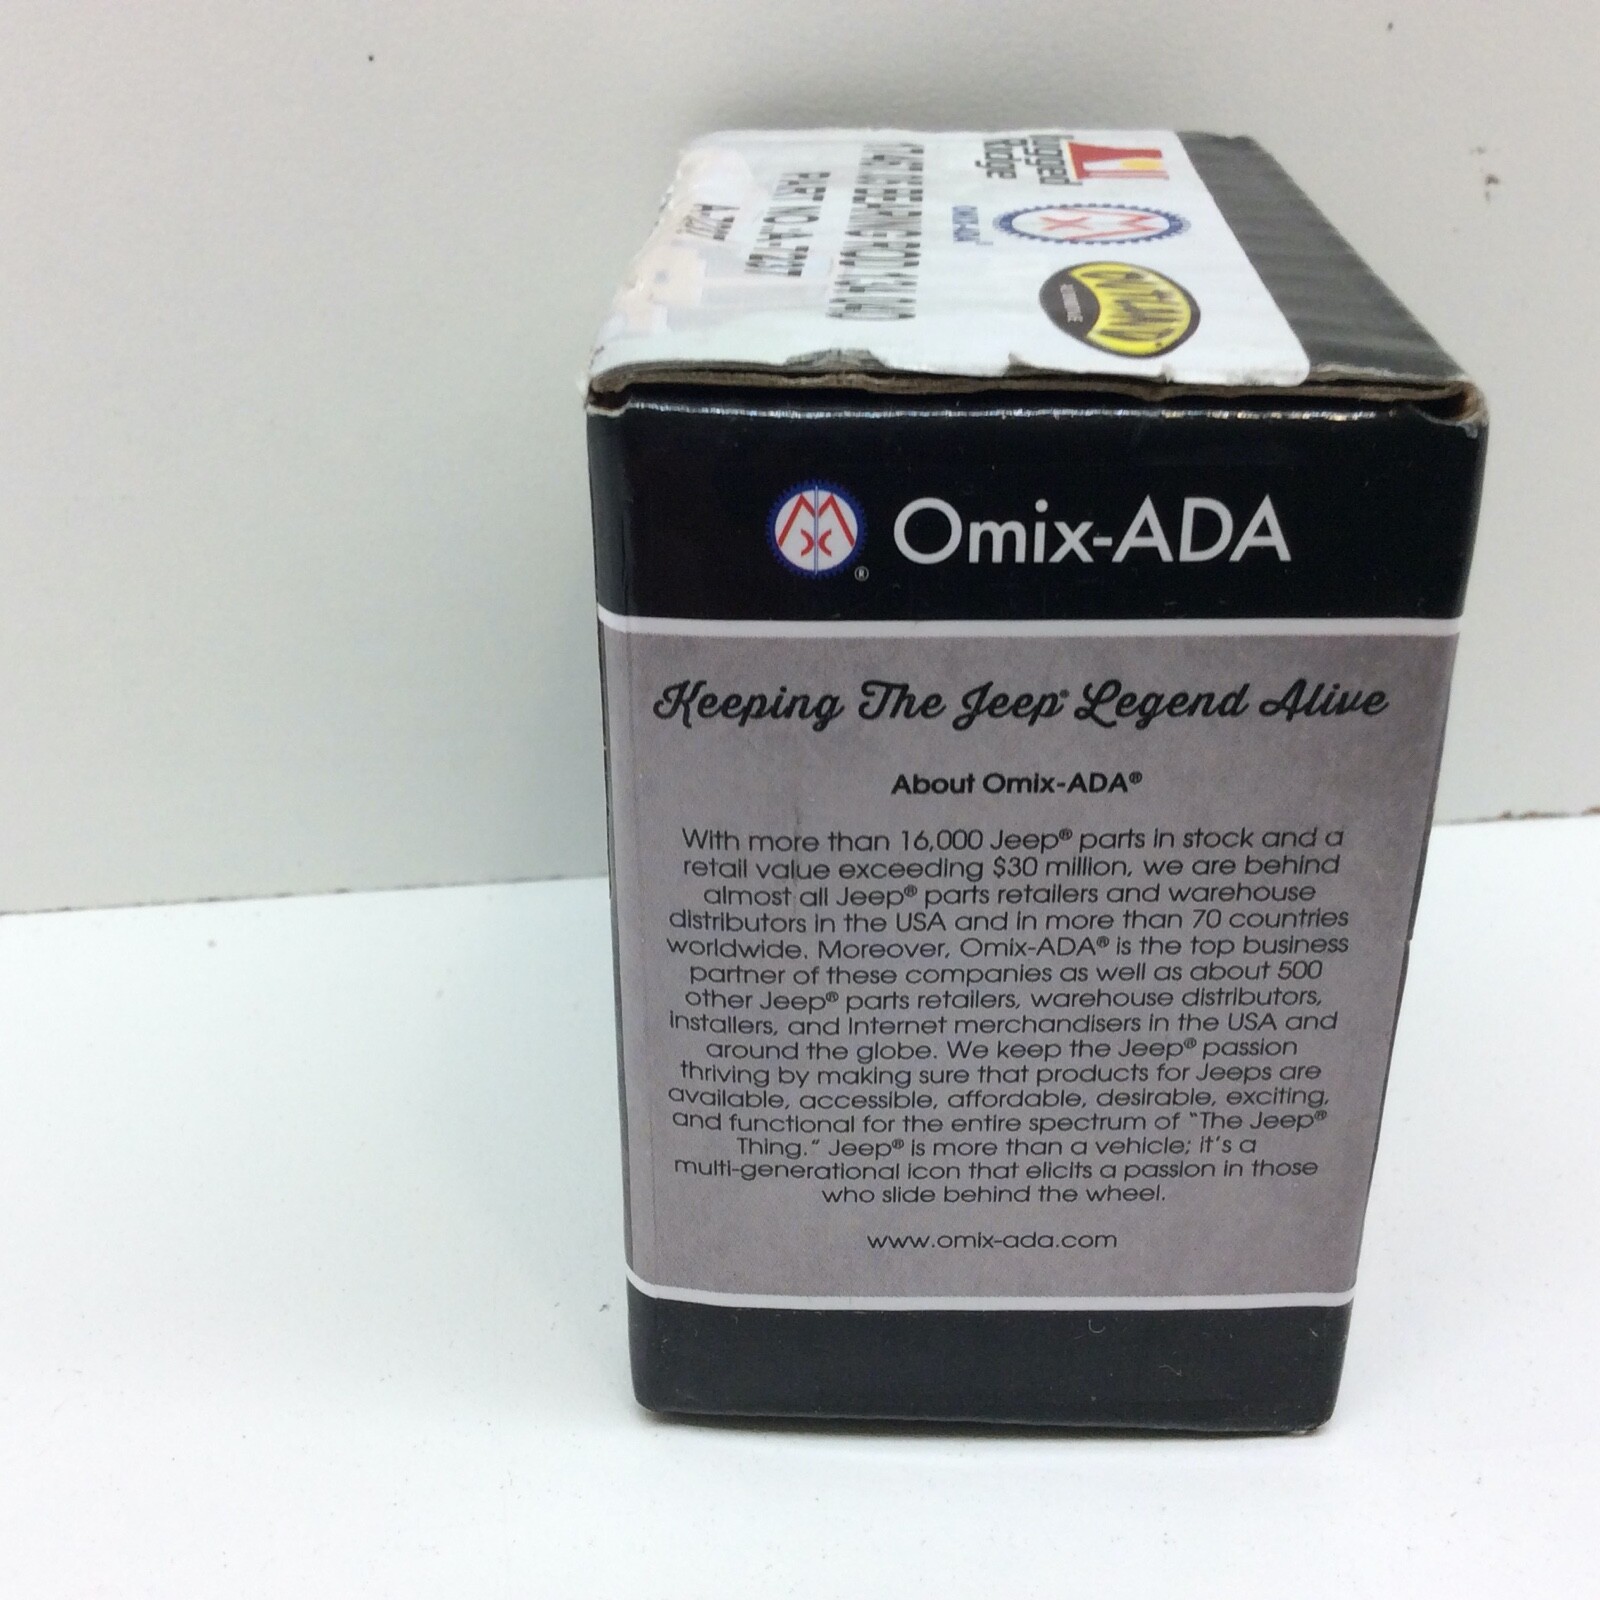 Rugged
Ridge
OMIX-ADA
Omix-ADA
Keeping The Jeep® Legend Alive
About Omix-ADA®
With more than 16,000 Jeep® parts in stock and a
retail value exceeding $30 million, we are behind
almost all Jeep® parts retailers and warehouse
distributors in the USA and in more than 70 countries
worldwide. Moreover, Omix-ADA® is the top business
partner of these companies as well as about 500
other Jeep® parts retailers, warehouse distributors,
installers, and Internet merchandisers in the USA and
around the globe. We keep the Jeep® passion
thriving by making sure that products for Jeeps are
available, accessible, affordable, desirable, exciting,
and functional for the entire spectrum of "The Jeep®
Thing." Jeep® is more than a vehicle; it's a
multi-generational icon that elicits a passion in those
who slide behind the wheel.
www.omix-ada.com